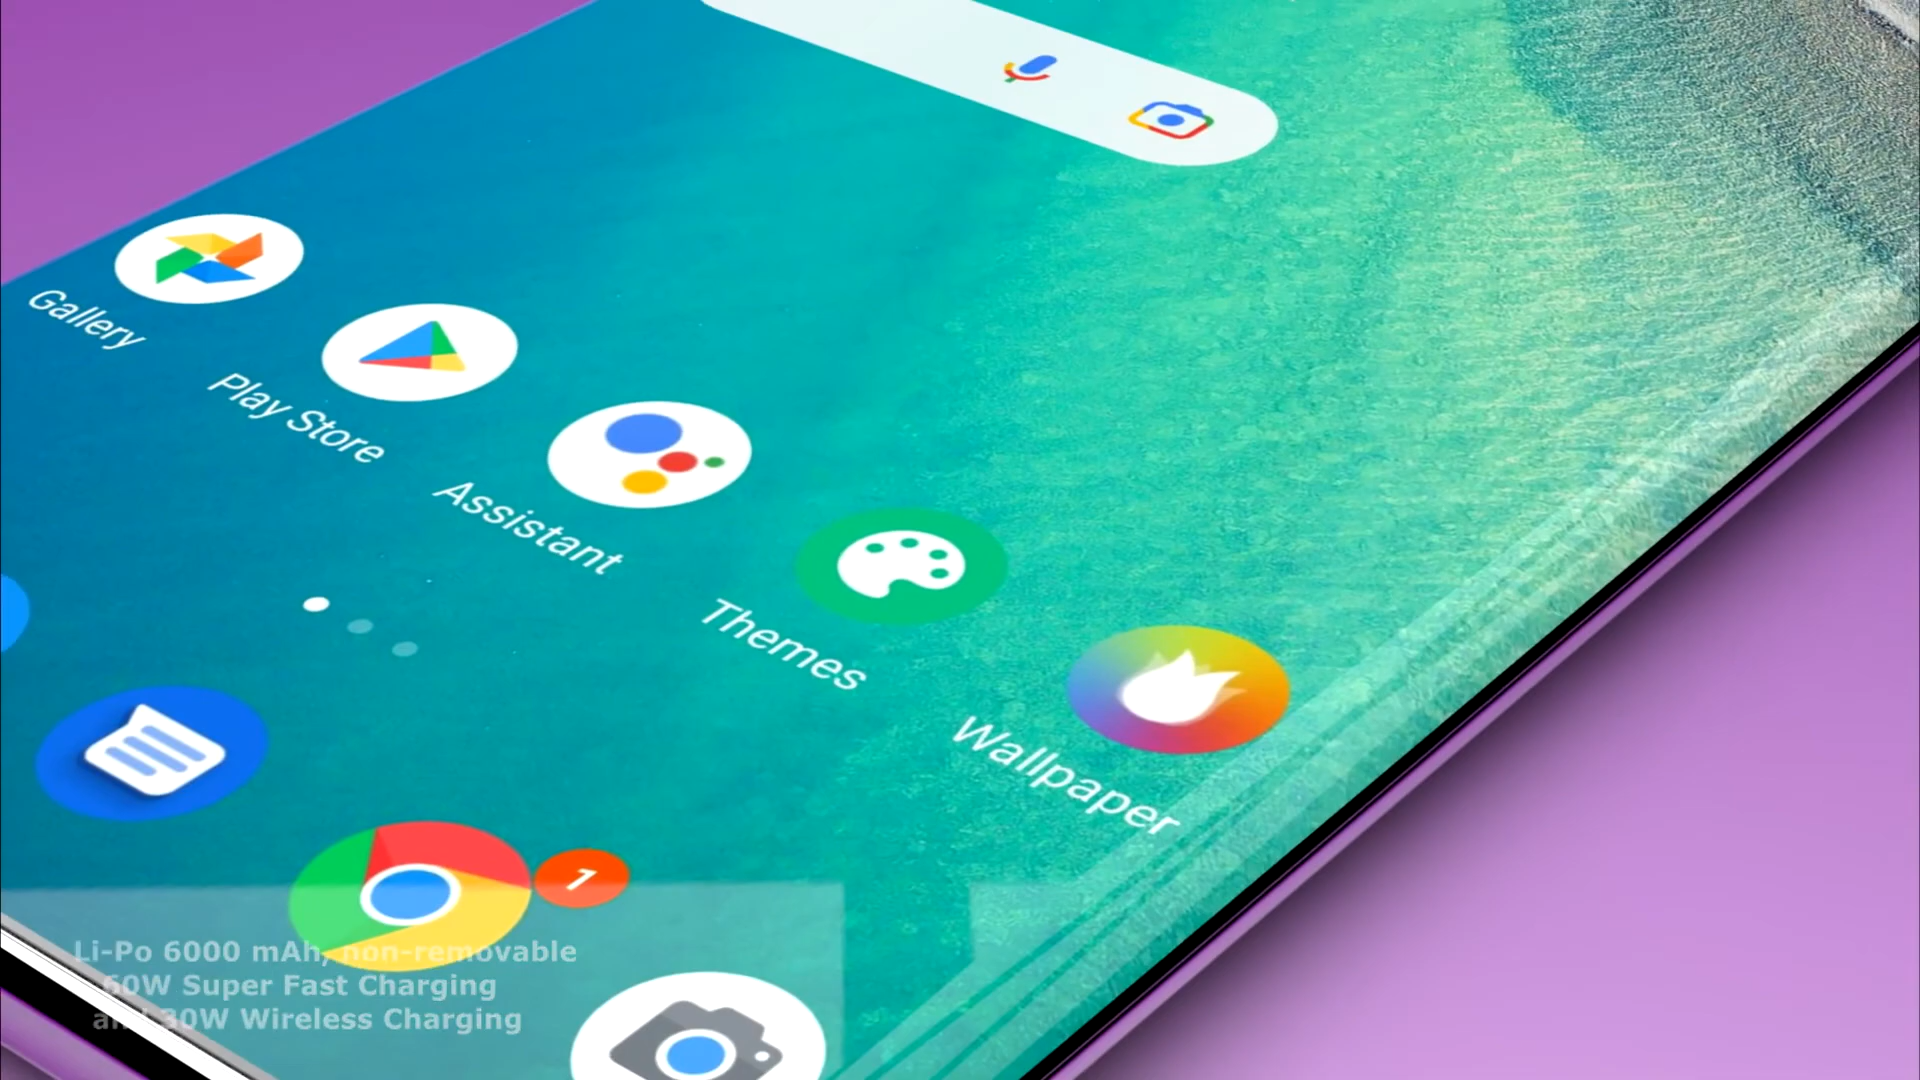 Gallery
Play Store
Assistant
Themes
Wallpaper
1
Li-Po 6000 mAh, non-removable
60W Super Fast Charging
and 30W Wireless Charging